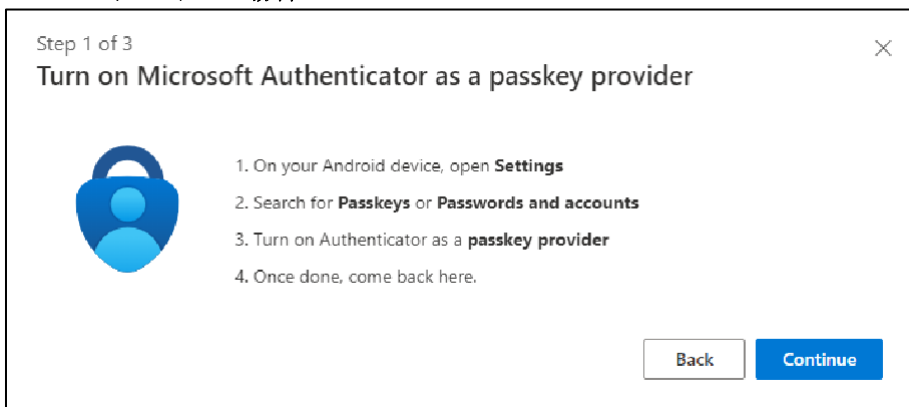 Step 1 of 3
Turn on Microsoft Authenticator as a passkey provider
1. On your Android device, open Settings
2. Search for Passkeys or Passwords and accounts
3. Turn on Authenticator as a passkey provider
4. Once done, come back here.
Back
Continue